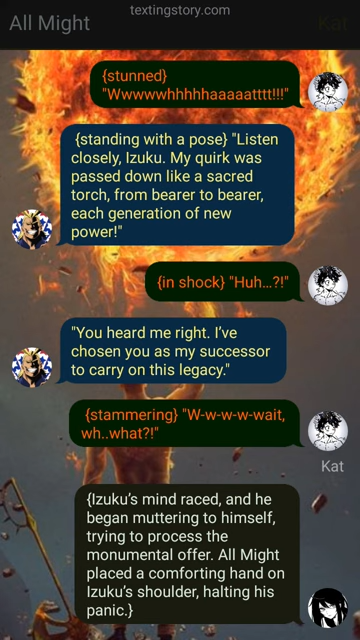 textingstory.com
All Might
Kat
{stunned}
"Wwwwwhhhhhaaaaatttt!!!"
{standing with a pose} "Listen
closely, Izuku. My quirk was
passed down like a sacred
torch, from bearer to bearer,
each generation of new
power!"
{in shock} "Huh…?!"
"You heard me right. I’ve
chosen you as my successor
to carry on this legacy."
{stammering} "W-w-w-w-wait,
wh..what?!"
Kat
{Izuku’s mind raced, and he
began muttering to himself,
trying to process the
monumental offer. All Might
placed a comforting hand on
Izuku’s shoulder, halting his
panic.}